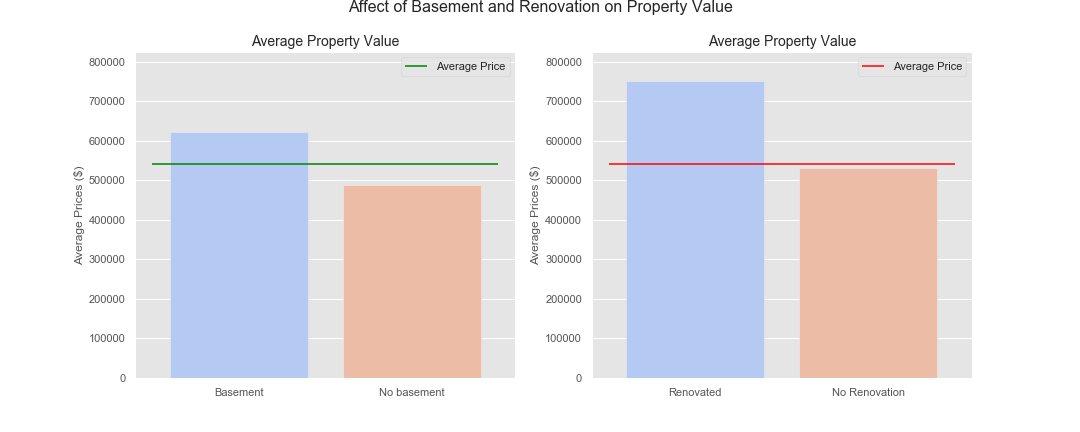 Affect of Basement and Renovation on Property Value
Average Property Value
Average Price
Average Prices ($)
800000
700000
600000
500000
400000
300000
200000
100000
0
Basement
No basement
Average Property Value
Average Price
Average Prices ($)
800000
700000
600000
500000
400000
300000
200000
100000
0
Renovated
No Renovation